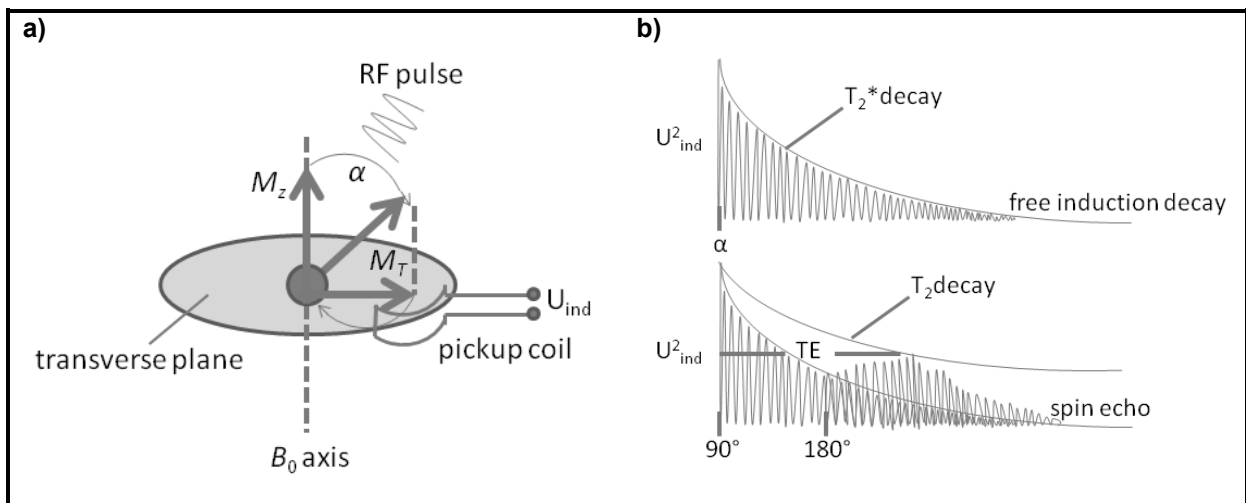 a)
RF pulse
α
M_z
M_T
U_ind
transverse plane
pickup coil
B_0 axis
b)
T_2*decay
U²_ind
free induction decay
α
T_2decay
U²_ind
TE
spin echo
90°
180°